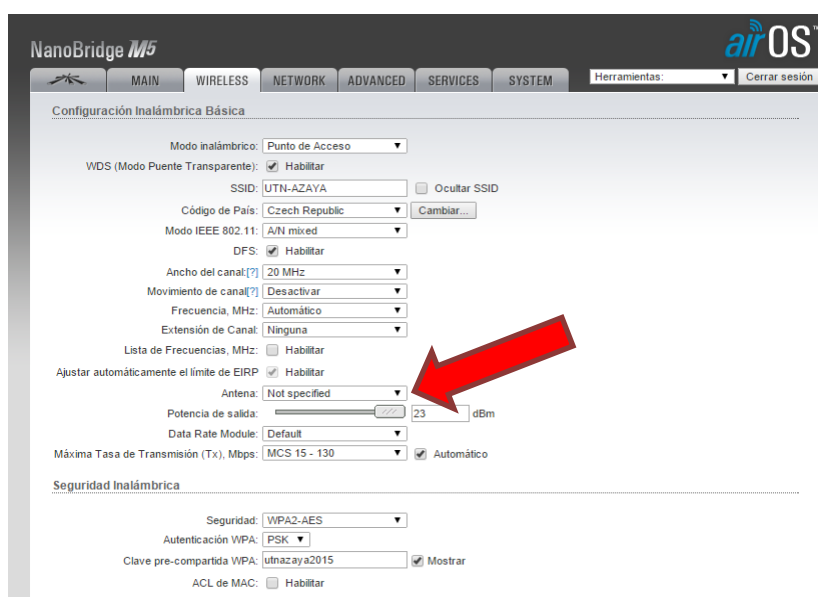 NanoBridge M5
airOS™
MAIN WIRELESS NETWORK ADVANCED SERVICES SYSTEM Herramientas: Cerrar sesión
Configuración Inalámbrica Básica
Modo inalámbrico: Punto de Acceso
WDS (Modo Puente Transparente): Habilitar
SSID: UTN-AZAYA Ocultar SSID
Código de País: Czech Republic Cambiar...
Modo IEEE 802.11: A/N mixed
DFS: Habilitar
Ancho del canal:[?] 20 MHz
Movimiento de canal[?] Desactivar
Frecuencia, MHz: Automático
Extensión de Canal: Ninguna
Lista de Frecuencias, MHz: Habilitar
Ajustar automáticamente el límite de EIRP Habilitar
Antena: Not specified
Potencia de salida: 23 dBm
Data Rate Module: Default
Máxima Tasa de Transmisión (Tx), Mbps: MCS 15 - 130 Automático
Seguridad Inalámbrica
Seguridad: WPA2-AES
Autenticación WPA: PSK
Clave pre-compartida WPA: utnazaya2015 Mostrar
ACL de MAC: Habilitar